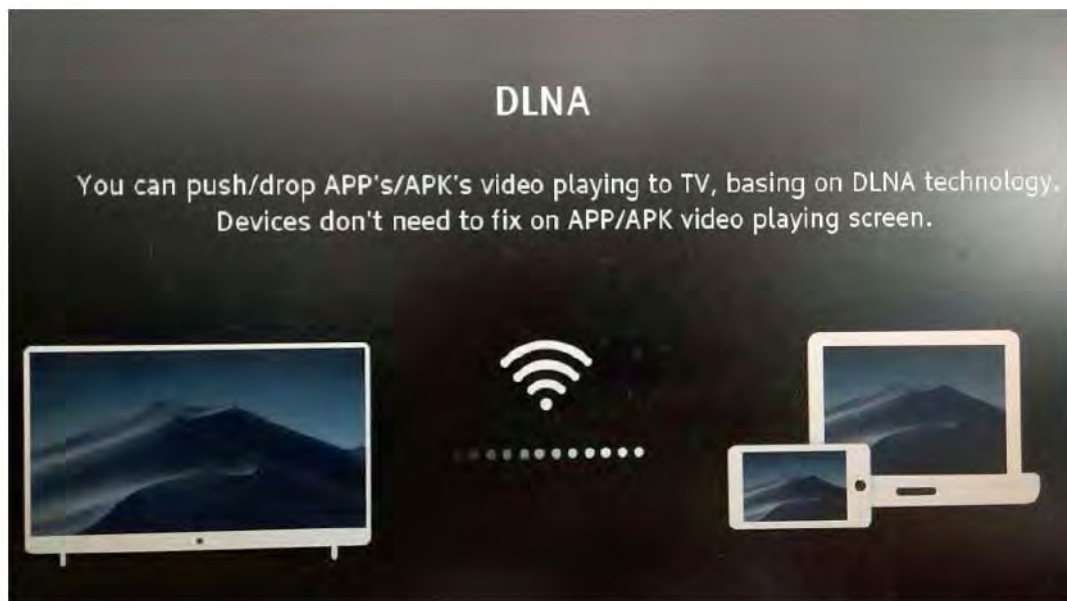 DLNA
You can push/drop APP's/APK's video playing to TV, basing on DLNA technology.
Devices don't need to fix on APP/APK video playing screen.